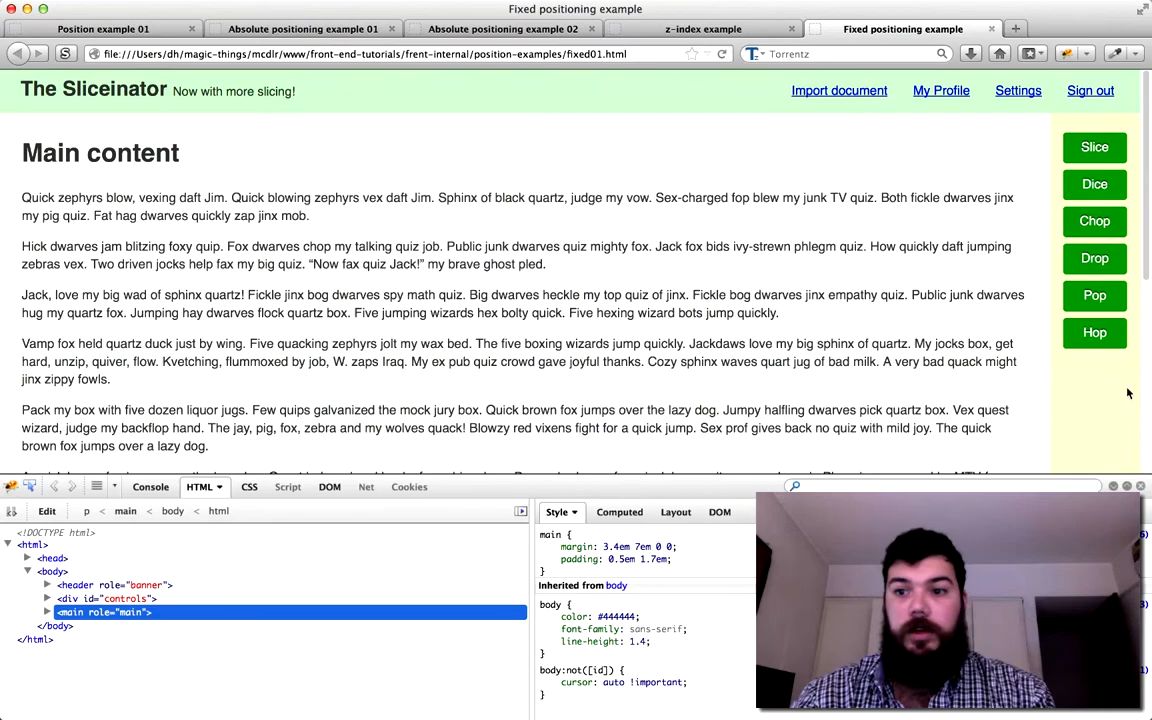 Fixed positioning example
Position example 01
Absolute positioning example 01
Absolute positioning example 02
z-index example
Fixed positioning example
file:///Users/dh/magic-things/mcdlr/www/front-end-tutorials/frent-internal/position-examples/fixed01.html
Torrentz
The Sliceinator Now with more slicing!
Import document My Profile Settings Sign out
Main content
Quick zephyrs blow, vexing daft Jim. Quick blowing zephyrs vex daft Jim. Sphinx of black quartz, judge my vow. Sex-charged fop blew my junk TV quiz. Both fickle dwarves jinx
my pig quiz. Fat hag dwarves quickly zap jinx mob.
Hick dwarves jam blitzing foxy quip. Fox dwarves chop my talking quiz job. Public junk dwarves quiz mighty fox. Jack fox bids ivy-strewn phlegm quiz. How quickly daft jumping
zebras vex. Two driven jocks help fax my big quiz. “Now fax quiz Jack!” my brave ghost pled.
Jack, love my big wad of sphinx quartz! Fickle jinx bog dwarves spy math quiz. Big dwarves heckle my top quiz of jinx. Fickle bog dwarves jinx empathy quiz. Public junk dwarves
hug my quartz fox. Jumping hay dwarves flock quartz box. Five jumping wizards hex bolty quick. Five hexing wizard bots jump quickly.
Vamp fox held quartz duck just by wing. Five quacking zephyrs jolt my wax bed. The five boxing wizards jump quickly. Jackdaws love my big sphinx of quartz. My jocks box, get
hard, unzip, quiver, flow. Kvetching, flummoxed by job, W. zaps Iraq. My ex pub quiz crowd gave joyful thanks. Cozy sphinx waves quart jug of bad milk. A very bad quack might
jinx zippy fowls.
Pack my box with five dozen liquor jugs. Few quips galvanized the mock jury box. Quick brown fox jumps over the lazy dog. Jumpy halfling dwarves pick quartz box. Vex quest
wizard, judge my backflop hand. The jay, pig, fox, zebra and my wolves quack! Blowzy red vixens fight for a quick jump. Sex prof gives back no quiz with mild joy. The quick
brown fox jumps over a lazy dog.
Slice
Dice
Chop
Drop
Pop
Hop
Console HTML CSS Script DOM Net Cookies
Edit p < main < body < html
<!DOCTYPE html>
<html>
<head>
<body>
<header role="banner">
<div id="controls">
<main role="main">
</body>
</html>
Style Computed Layout DOM
main {
margin: 3.4em 7em 0 0;
padding: 0.5em 1.7em;
}
Inherited from body
body {
color: #444444;
font-family: sans-serif;
line-height: 1.4;
}
body:not([id]) {
cursor: auto !important;
}